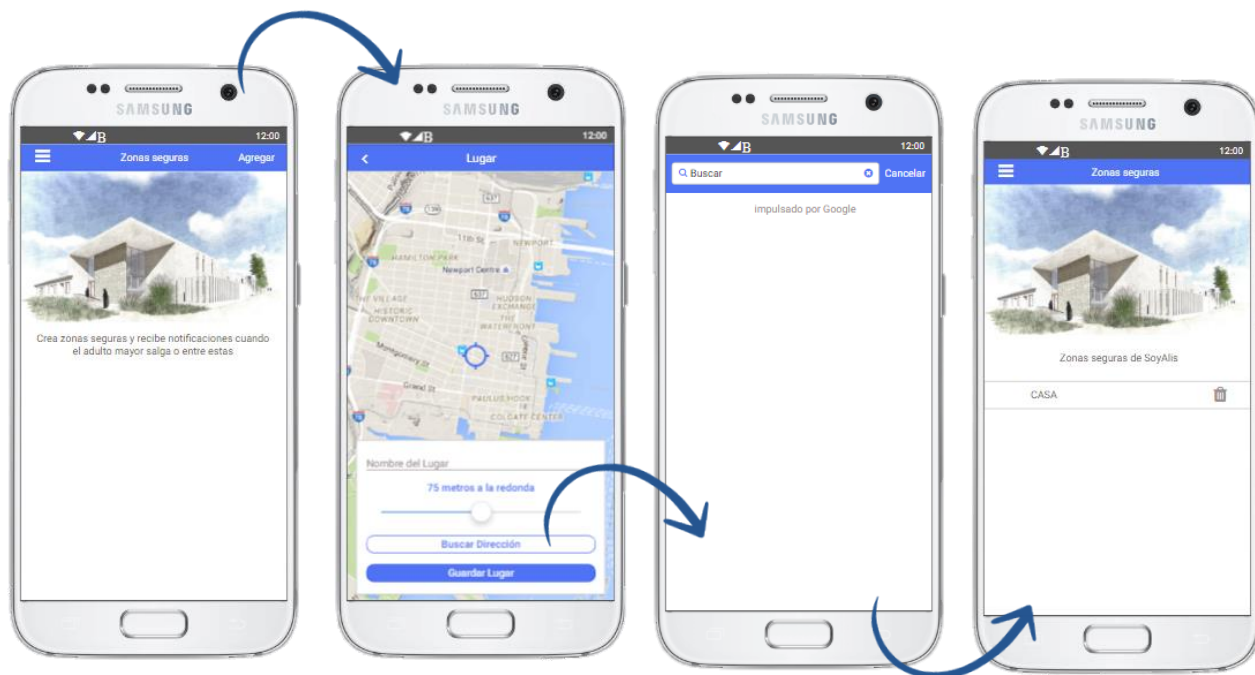 SAMSUNG
B
12:00
Zonas seguras
Agregar
Crea zonas seguras y recibe notificaciones cuando
el adulto mayor salga o entre estas.
SAMSUNG
B
12:00
Lugar
11th St
NEWPORT
HAMILTON PARK
Newport Centre
THE VILLAGE
HISTORIC
DOWNTOWN
HUDSON
EXCHANGE
THE
WATERFRONT
Montgomery St
Grand St
PAULUS HOOK
COLGATE CENTER
Nombre del Lugar
75 metros a la redonda
Buscar Dirección
Guardar Lugar
SAMSUNG
B
12:00
Buscar
Cancelar
impulsado por Google
SAMSUNG
B
12:00
Zonas seguras
Zonas seguras de SoyAlis
CASA